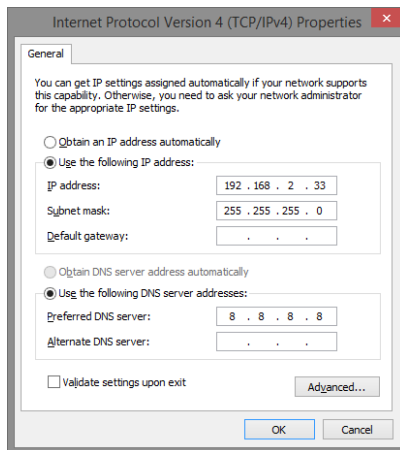 Internet Protocol Version 4 (TCP/IPv4) Properties
General
You can get IP settings assigned automatically if your network supports
this capability. Otherwise, you need to ask your network administrator
for the appropriate IP settings.
Obtain an IP address automatically
Use the following IP address:
IP address: 192 . 168 . 2 . 33
Subnet mask: 255 . 255 . 255 . 0
Default gateway: . . .
Obtain DNS server address automatically
Use the following DNS server addresses:
Preferred DNS server: 8 . 8 . 8 . 8
Alternate DNS server: . . .
Validate settings upon exit
Advanced...
OK Cancel